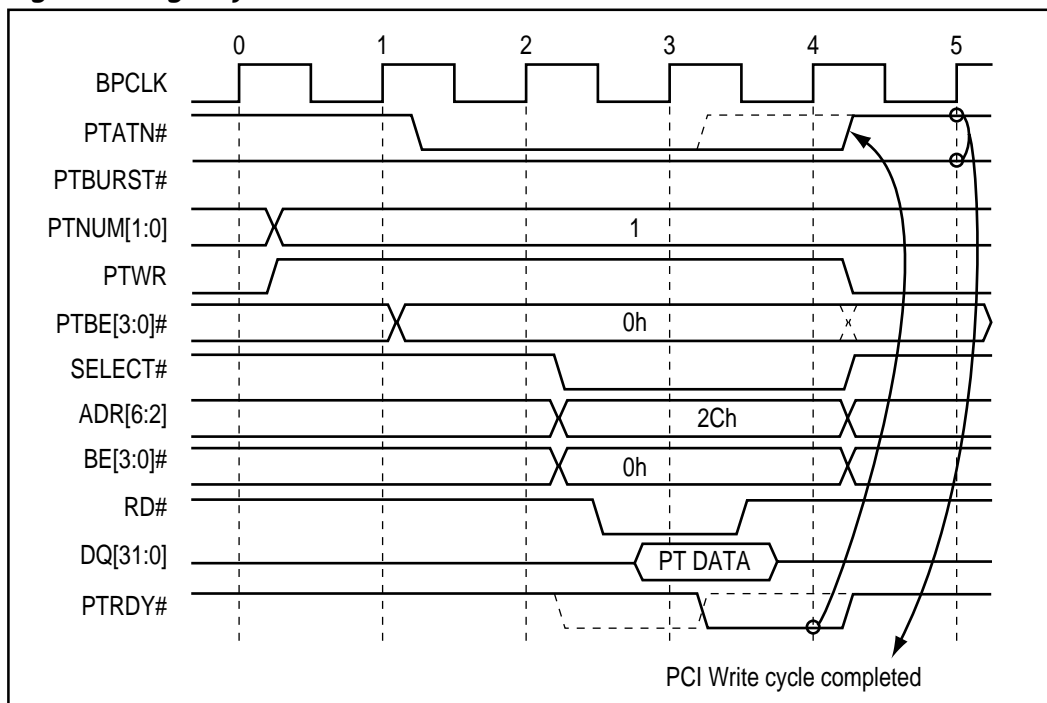 0 1 2 3 4 5
BPCLK
PTATN#
PTBURST#
PTNUM[1:0] 1
PTWR
PTBE[3:0]# 0h
SELECT#
ADR[6:2] 2Ch
BE[3:0]# 0h
RD#
DQ[31:0] PT DATA
PTRDY#
PCI Write cycle completed